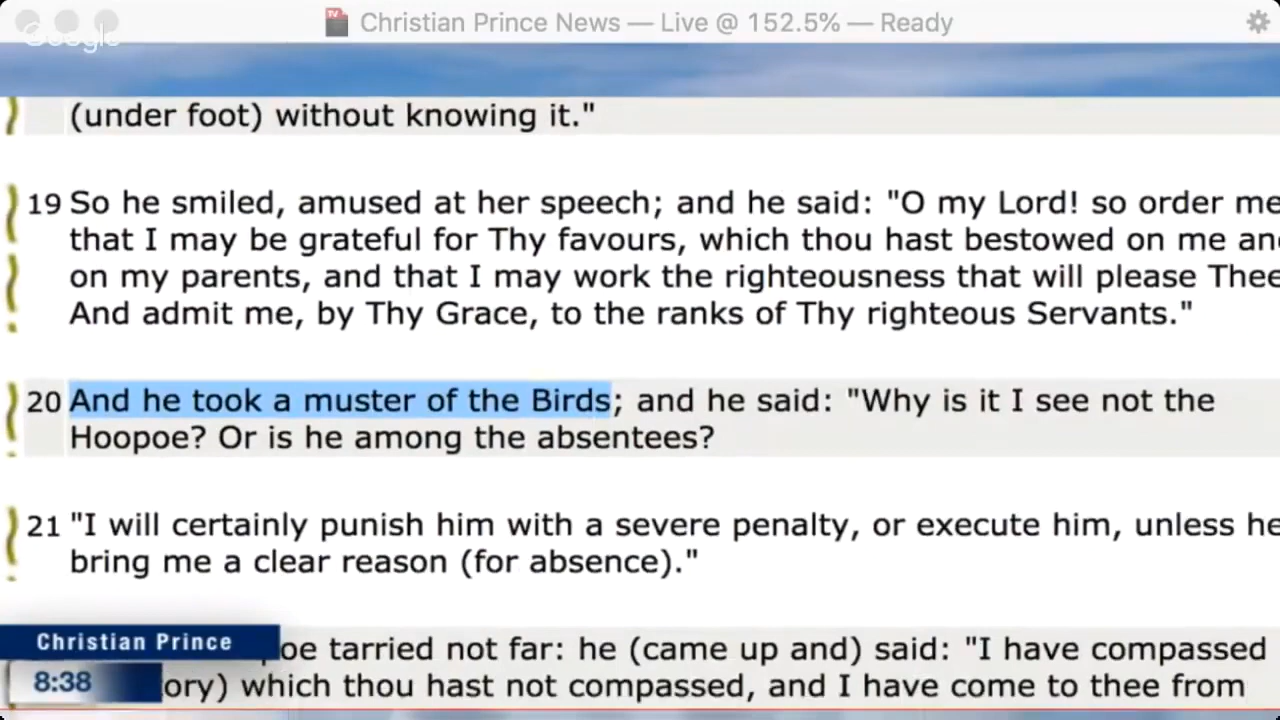 Christian Prince News — Live @ 152.5% — Ready
Google
(under foot) without knowing it."
19 So he smiled, amused at her speech; and he said: "O my Lord! so order me
that I may be grateful for Thy favours, which thou hast bestowed on me and
on my parents, and that I may work the righteousness that will please Thee
And admit me, by Thy Grace, to the ranks of Thy righteous Servants."
20 And he took a muster of the Birds; and he said: "Why is it I see not the
Hoopoe? Or is he among the absentees?
21 "I will certainly punish him with a severe penalty, or execute him, unless he
bring me a clear reason (for absence)."
Christian Prince
oe tarried not far: he (came up and) said: "I have compassed
8:38
ory) which thou hast not compassed, and I have come to thee from